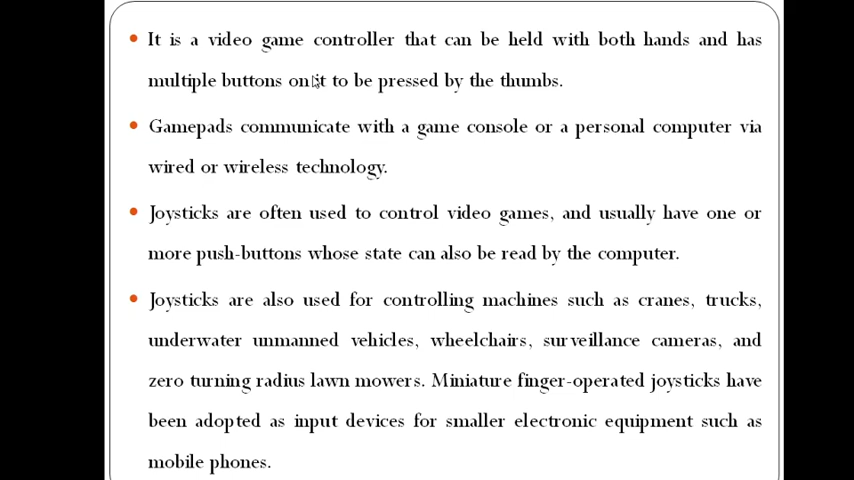 • It is a video game controller that can be held with both hands and has
multiple buttons on it to be pressed by the thumbs.
• Gamepads communicate with a game console or a personal computer via
wired or wireless technology.
• Joysticks are often used to control video games, and usually have one or
more push-buttons whose state can also be read by the computer.
• Joysticks are also used for controlling machines such as cranes, trucks,
underwater unmanned vehicles, wheelchairs, surveillance cameras, and
zero turning radius lawn mowers. Miniature finger-operated joysticks have
been adopted as input devices for smaller electronic equipment such as
mobile phones.